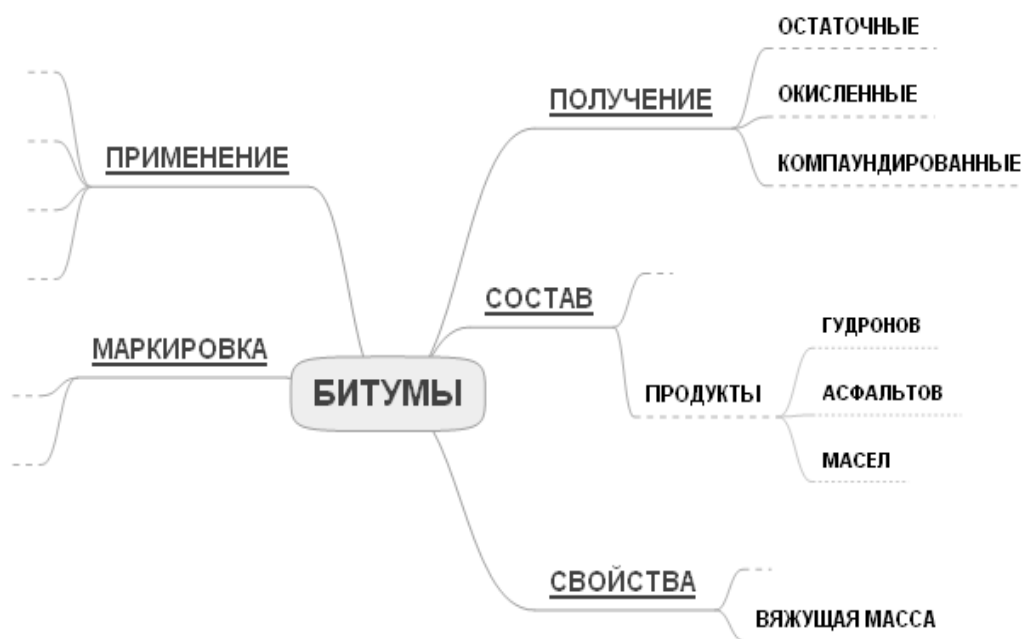 ОСТАТОЧНЫЕ
ПОЛУЧЕНИЕ
ОКИСЛЕННЫЕ
КОМПАУНДИРОВАННЫЕ
ПРИМЕНЕНИЕ
СОСТАВ
ГУДРОНОВ
МАРКИРОВКА
БИТУМЫ
ПРОДУКТЫ
АСФАЛЬТОВ
МАСЕЛ
СВОЙСТВА
ВЯЖУЩАЯ МАССА